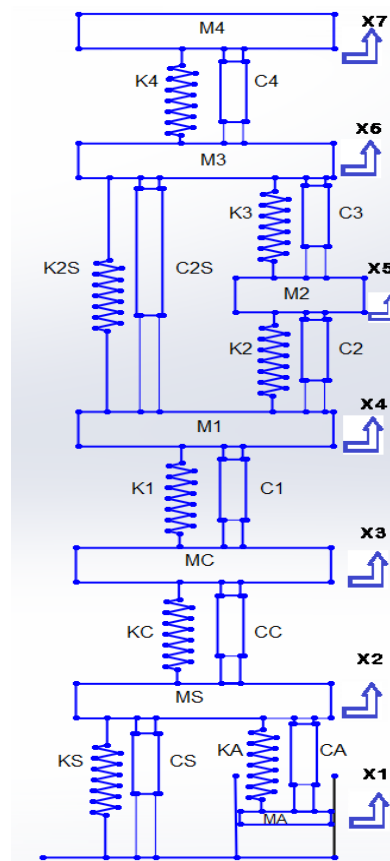 X7
M4
K4 C4
X6
M3
K3 C3
K2S C2S
X5
M2
K2 C2
X4
M1
K1 C1
X3
MC
KC CC
X2
MS
KS CS KA CA
X1
MA